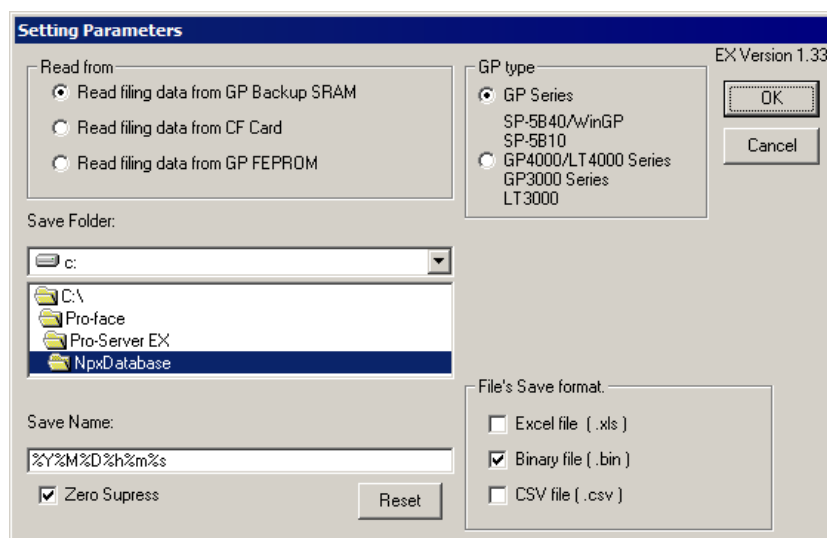 Setting Parameters
EX Version 1.33
Read from
Read filing data from GP Backup SRAM
Read filing data from CF Card
Read filing data from GP FEPROM
GP type
GP Series
SP-5B40/WinGP
SP-5B10
GP4000/LT4000 Series
GP3000 Series
LT3000
OK
Cancel
Save Folder:
c:
C:\
Pro-face
Pro-Server EX
NpxDatabase
Save Name:
%Y%M%D%h%m%s
Zero Supress
Reset
File's Save format.
Excel file ( .xls )
Binary file ( .bin )
CSV file ( .csv )